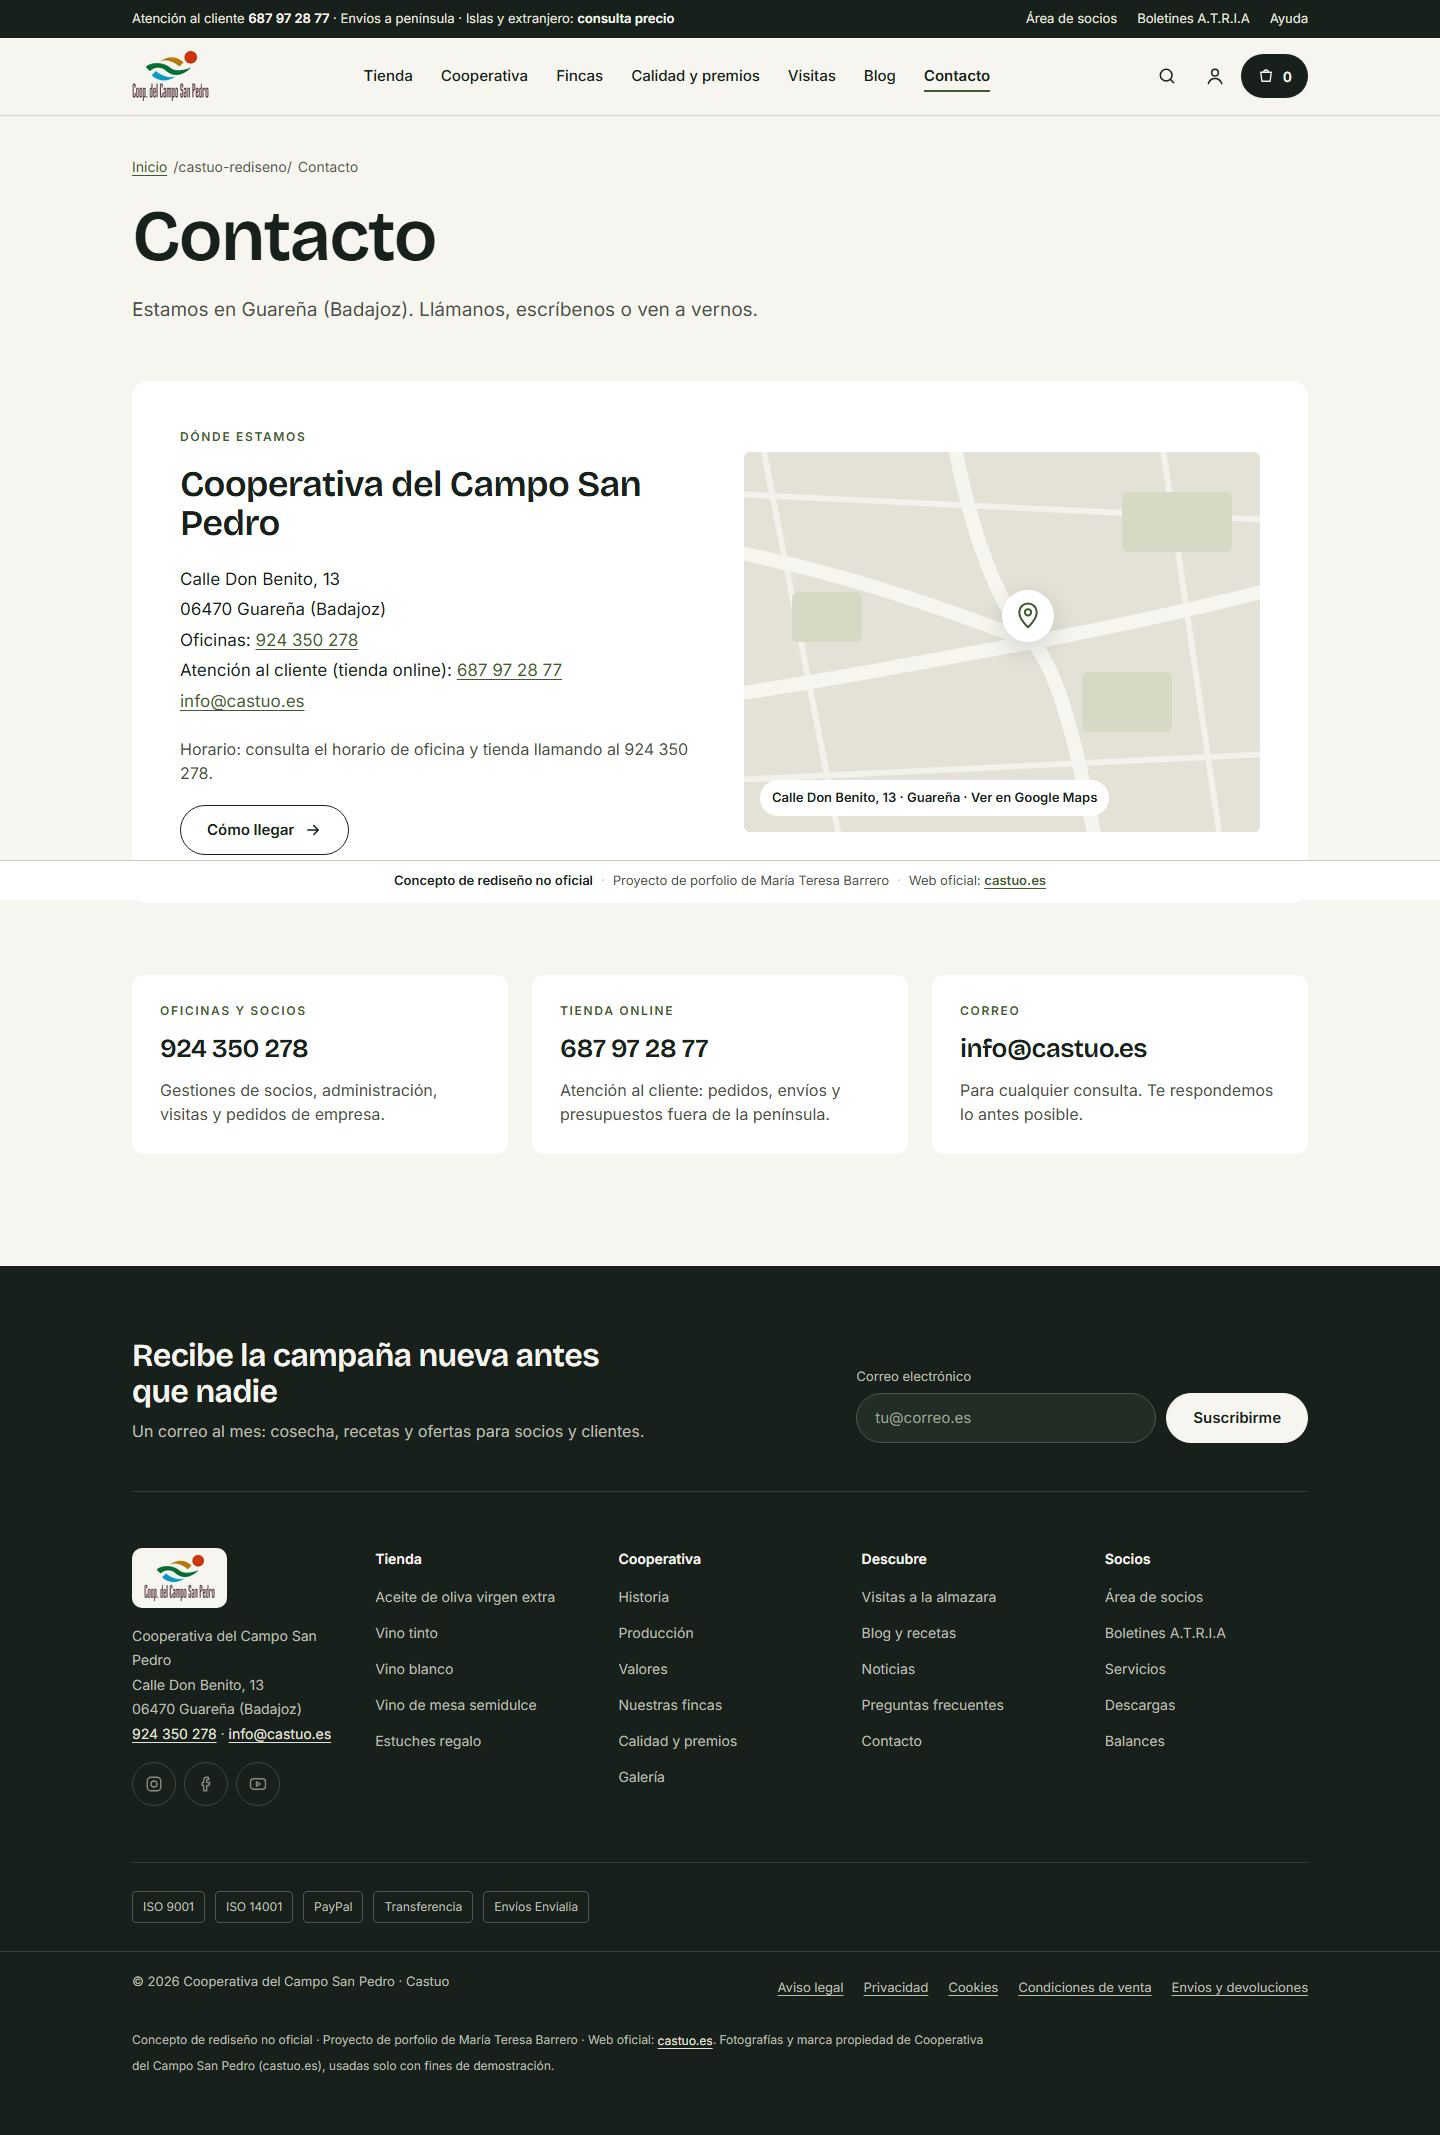 Atención al cliente 687 97 28 77 · Envíos a península · Islas y extranjero: consulta precio
Área de socios Boletines A.T.R.I.A Ayuda
Coop. del Campo San Pedro
Tienda Cooperativa Fincas Calidad y premios Visitas Blog Contacto
0
Inicio /castuo-rediseno/ Contacto
Contacto
Estamos en Guareña (Badajoz). Llámanos, escríbenos o ven a vernos.
DÓNDE ESTAMOS
Cooperativa del Campo San
Pedro
Calle Don Benito, 13
06470 Guareña (Badajoz)
Oficinas: 924 350 278
Atención al cliente (tienda online): 687 97 28 77
info@castuo.es
Horario: consulta el horario de oficina y tienda llamando al 924 350
278.
Cómo llegar
Calle Don Benito, 13 · Guareña · Ver en Google Maps
Concepto de rediseño no oficial · Proyecto de porfolio de María Teresa Barrero · Web oficial: castuo.es
OFICINAS Y SOCIOS
924 350 278
Gestiones de socios, administración,
visitas y pedidos de empresa.
TIENDA ONLINE
687 97 28 77
Atención al cliente: pedidos, envíos y
presupuestos fuera de la península.
CORREO
info@castuo.es
Para cualquier consulta. Te respondemos
lo antes posible.
Recibe la campaña nueva antes
que nadie
Un correo al mes: cosecha, recetas y ofertas para socios y clientes.
Correo electrónico
tu@correo.es
Suscribirme
Coop. del Campo San Pedro
Cooperativa del Campo San
Pedro
Calle Don Benito, 13
06470 Guareña (Badajoz)
924 350 278 · info@castuo.es
Tienda
Aceite de oliva virgen extra
Vino tinto
Vino blanco
Vino de mesa semidulce
Estuches regalo
Cooperativa
Historia
Producción
Valores
Nuestras fincas
Calidad y premios
Galería
Descubre
Visitas a la almazara
Blog y recetas
Noticias
Preguntas frecuentes
Contacto
Socios
Área de socios
Boletines A.T.R.I.A
Servicios
Descargas
Balances
ISO 9001 ISO 14001 PayPal Transferencia Envíos Envialia
© 2026 Cooperativa del Campo San Pedro · Castuo
Aviso legal Privacidad Cookies Condiciones de venta Envíos y devoluciones
Concepto de rediseño no oficial · Proyecto de porfolio de María Teresa Barrero · Web oficial: castuo.es. Fotografías y marca propiedad de Cooperativa
del Campo San Pedro (castuo.es), usadas solo con fines de demostración.